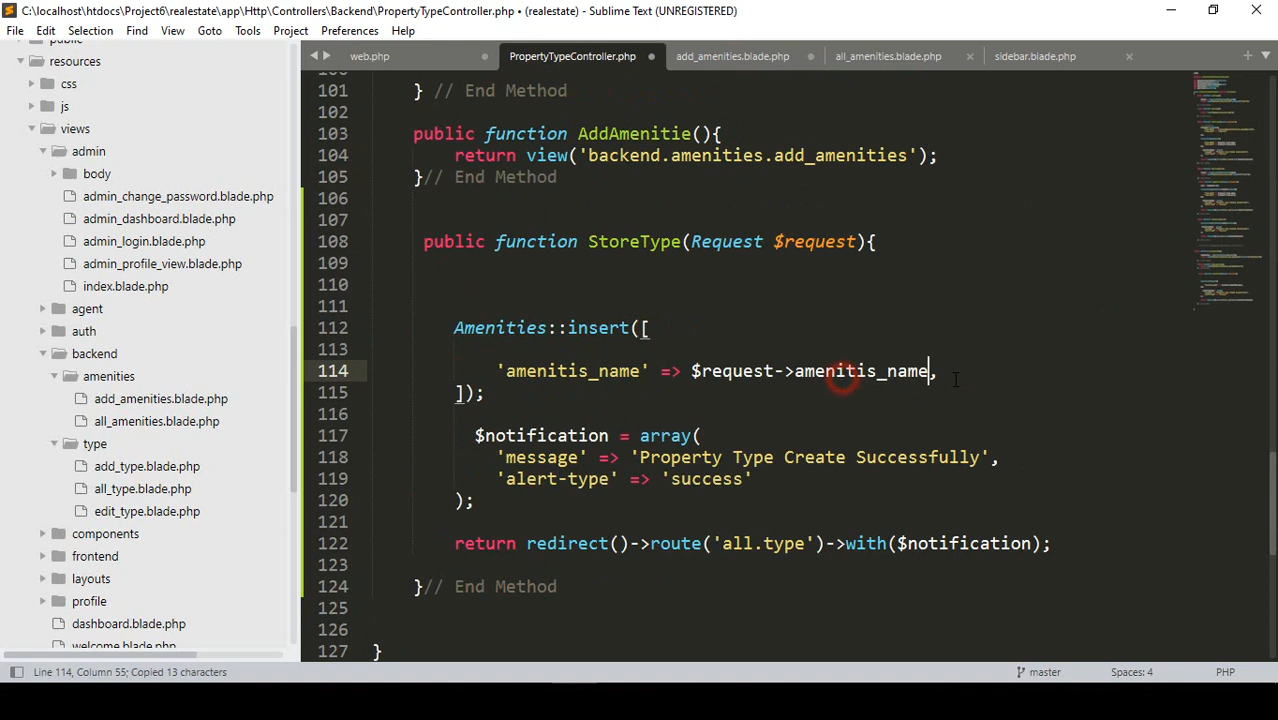 C:\localhost\htdocs\Project6\realestate\app\Http\Controllers\Backend\PropertyTypeController.php • (realestate) - Sublime Text (UNREGISTERED)
File Edit Selection Find View Goto Tools Project Preferences Help
web.php PropertyTypeController.php add_amenities.blade.php all_amenities.blade.php sidebar.blade.php
resources
css
js
views
admin
body
admin_change_password.blade.php
admin_dashboard.blade.php
admin_login.blade.php
admin_profile_view.blade.php
index.blade.php
agent
auth
backend
amenities
add_amenities.blade.php
all_amenities.blade.php
type
add_type.blade.php
all_type.blade.php
edit_type.blade.php
components
frontend
layouts
profile
dashboard.blade.php
welcome.blade.php
101 } // End Method
102
103 public function AddAmenitie(){
104 return view('backend.amenities.add_amenities');
105 }// End Method
106
107
108 public function StoreType(Request $request){
109
110
111
112 Amenities::insert([
113
114 'amenitis_name' => $request->amenitis_name,
115 ]);
116
117 $notification = array(
118 'message' => 'Property Type Create Successfully',
119 'alert-type' => 'success'
120 );
121
122 return redirect()->route('all.type')->with($notification);
123
124 }// End Method
125
126
127 }
Line 114, Column 55; Copied 13 characters master Spaces: 4 PHP